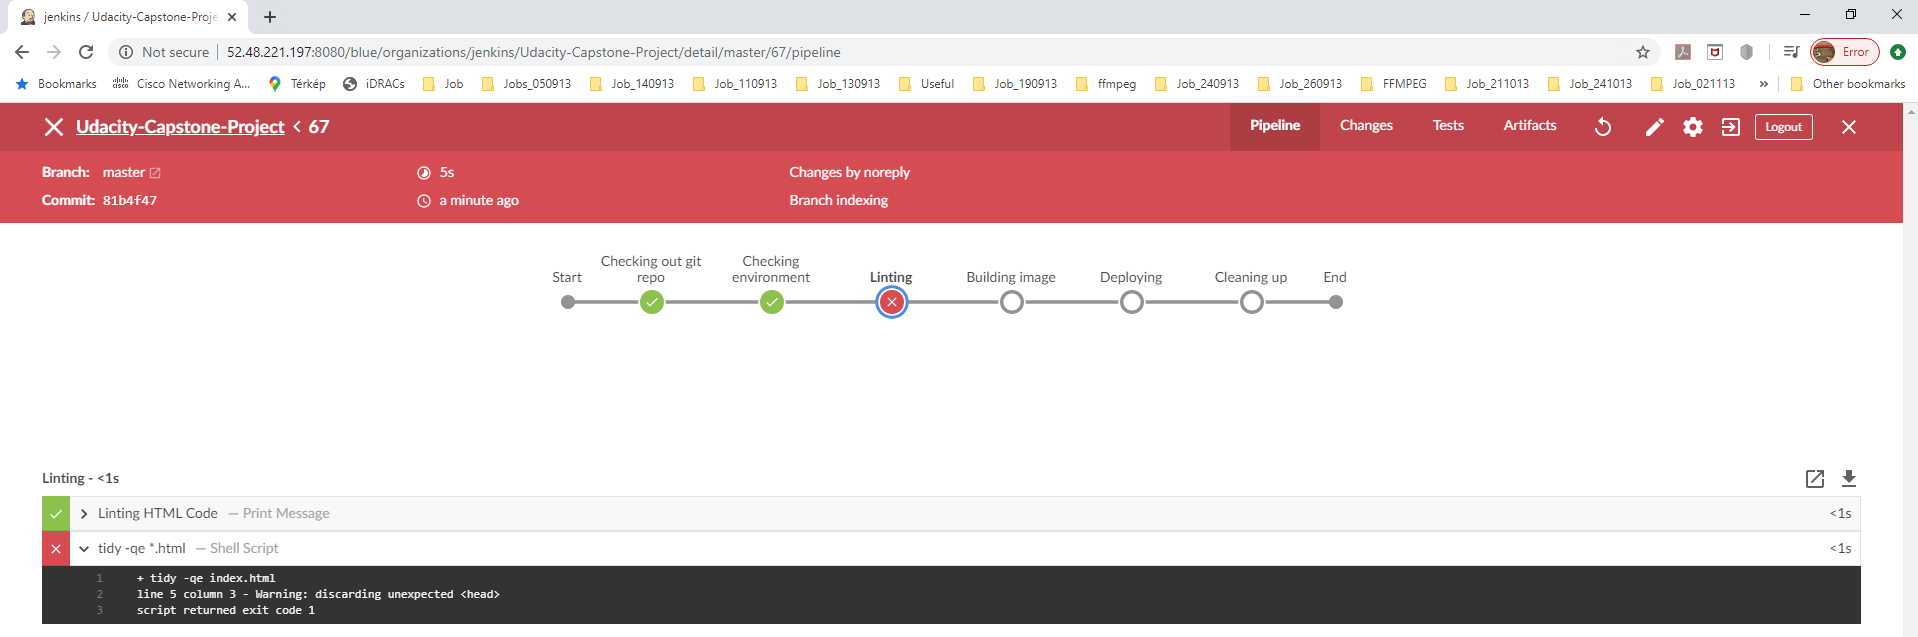 jenkins / Udacity-Capstone-Proje
Not secure 52.48.221.197:8080/blue/organizations/jenkins/Udacity-Capstone-Project/detail/master/67/pipeline Error
Bookmarks Cisco Networking A... Térkép iDRACs Job Jobs_050913 Job_140913 Job_110913 Job_130913 Useful Job_190913 ffmpeg Job_240913 Job_260913 FFMPEG Job_211013 Job_241013 Job_021113 » Other bookmarks
Udacity-Capstone-Project < 67 Pipeline Changes Tests Artifacts Logout
Branch: master 5s Changes by noreply
Commit: 81b4f47 a minute ago Branch indexing
Start Checking out git repo Checking environment Linting Building image Deploying Cleaning up End
Linting - <1s
Linting HTML Code — Print Message <1s
tidy -qe *.html — Shell Script <1s
1 + tidy -qe index.html
2 line 5 column 3 - Warning: discarding unexpected <head>
3 script returned exit code 1